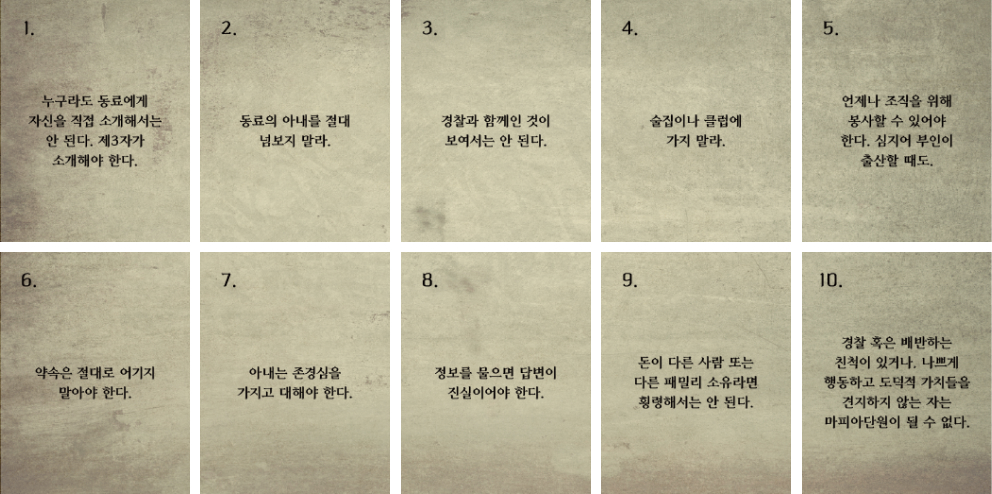 1.
누구라도 동료에게
자신을 직접 소개해서는
안 된다. 제3자가
소개해야 한다.
2.
동료의 아내를 절대
넘보지 말라.
3.
경찰과 함께인 것이
보여서는 안 된다.
4.
술집이나 클럽에
가지 말라.
5.
언제나 조직을 위해
봉사할 수 있어야
한다. 심지어 부인이
출산할 때도.
6.
약속은 절대로 어기지
말아야 한다.
7.
아내는 존경심을
가지고 대해야 한다.
8.
정보를 물으면 답변이
진실이어야 한다.
9.
돈이 다른 사람 또는
다른 패밀리 소유라면
횡령해서는 안 된다.
10.
경찰 혹은 배반하는
친척이 있거나, 나쁘게
행동하고 도덕적 가치들을
견지하지 않는 자는
마피아단원이 될 수 없다.